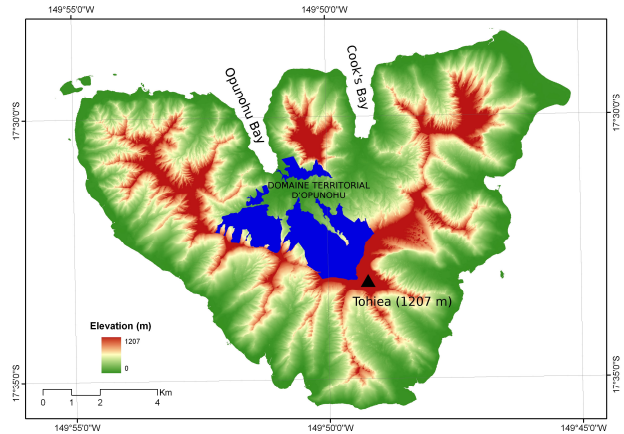 149°55'0"W
149°50'0"W
Opunohu Bay
Cook's Bay
17°30'0"S
17°30'0"S
DOMAINE TERRITORIAL
D'OPUNOHU
Tohiea (1207 m)
Elevation (m)
1207
0
Km
0 1 2 4
17°35'0"S
17°35'0"S
149°55'0"W
149°50'0"W
149°45'0"W